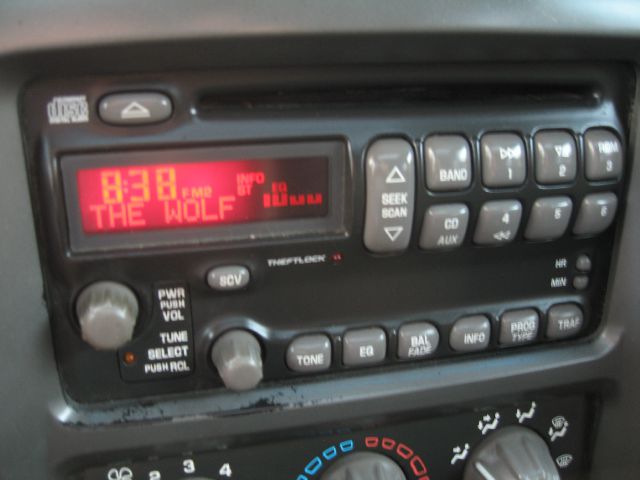 disc
8:38 FM2 INFO
ST EQ
THE WOLF
SEEK
SCAN
BAND
1
2
RDM
3
CD
AUX
4
5
6
THEFTLOCK
SCV
HR
MIN
PWR
PUSH
VOL
TUNE
SELECT
PUSH RCL
TONE
EQ
BAL
FADE
INFO
PROG
TYPE
TRAF
2 3 4